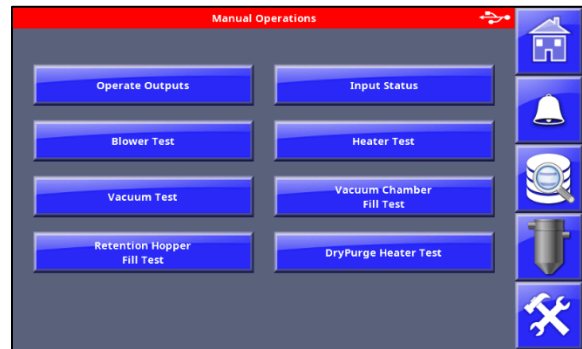 Manual Operations
Operate Outputs
Input Status
Blower Test
Heater Test
Vacuum Test
Vacuum Chamber
Fill Test
Retention Hopper
Fill Test
DryPurge Heater Test